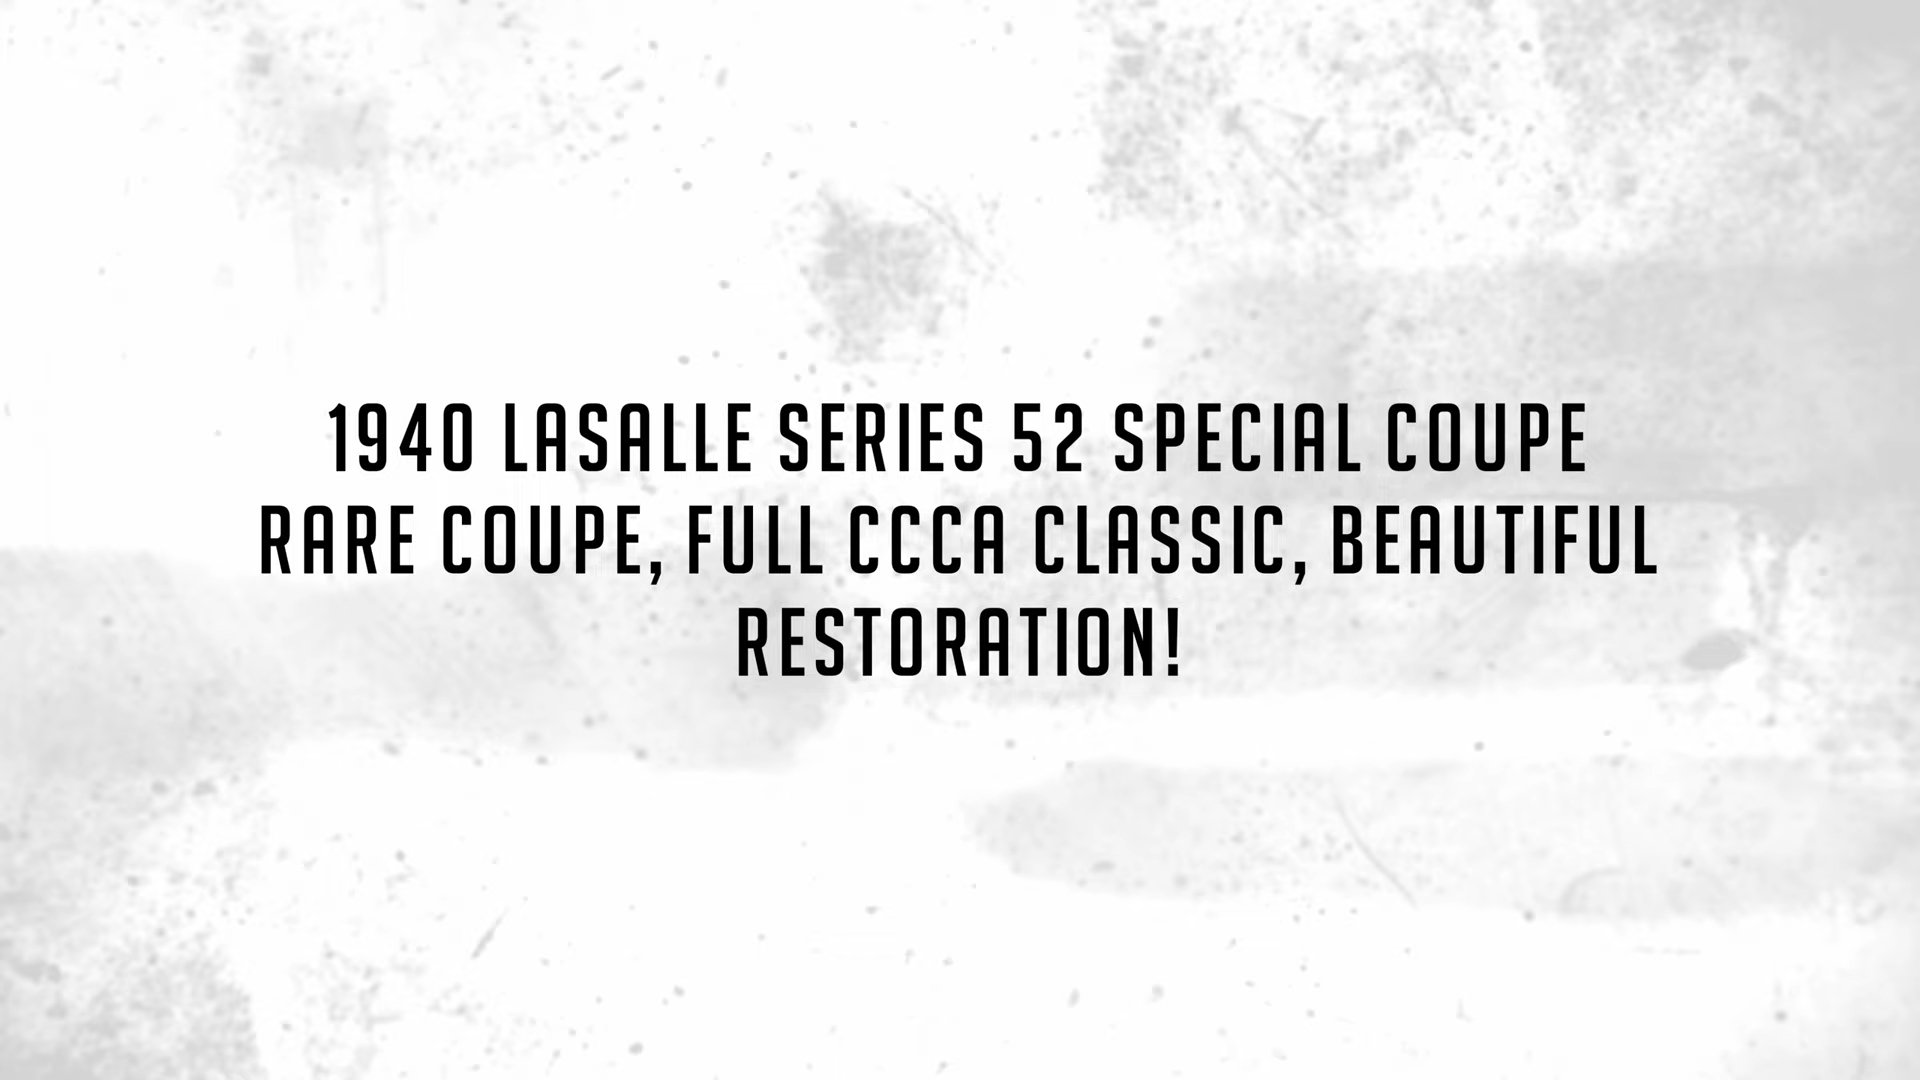 1940 LASALLE SERIES 52 SPECIAL COUPE
RARE COUPE, FULL CCCA CLASSIC, BEAUTIFUL
RESTORATION!